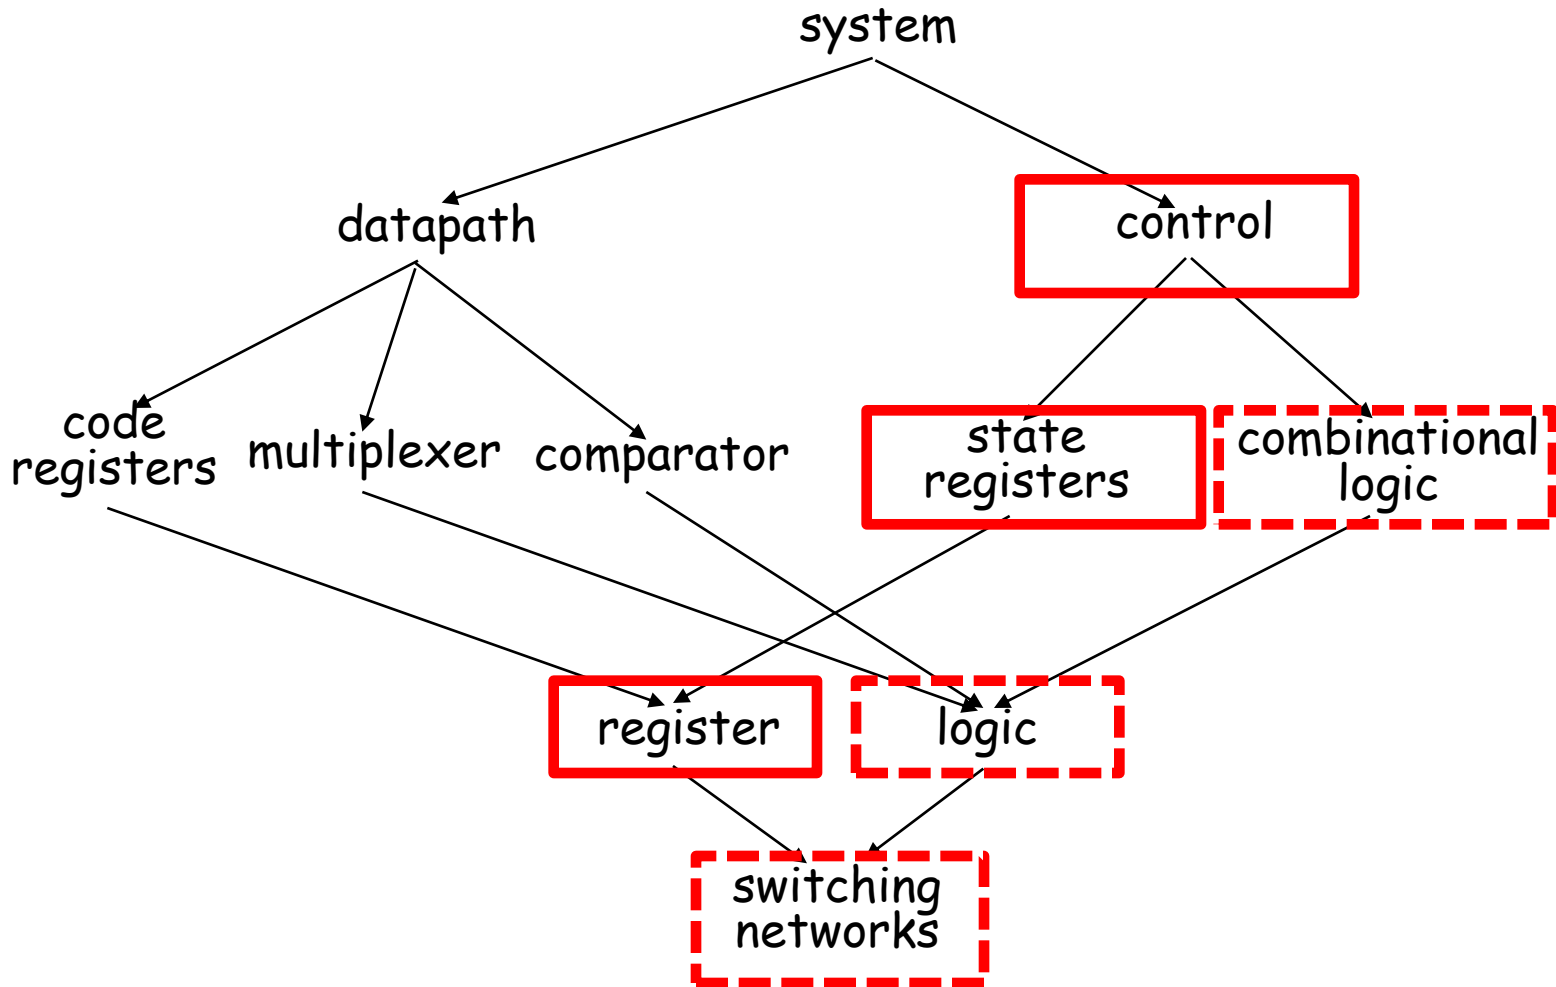 system
datapath
control
code
registers
multiplexer
comparator
state
registers
combinational
logic
register
logic
switching
networks